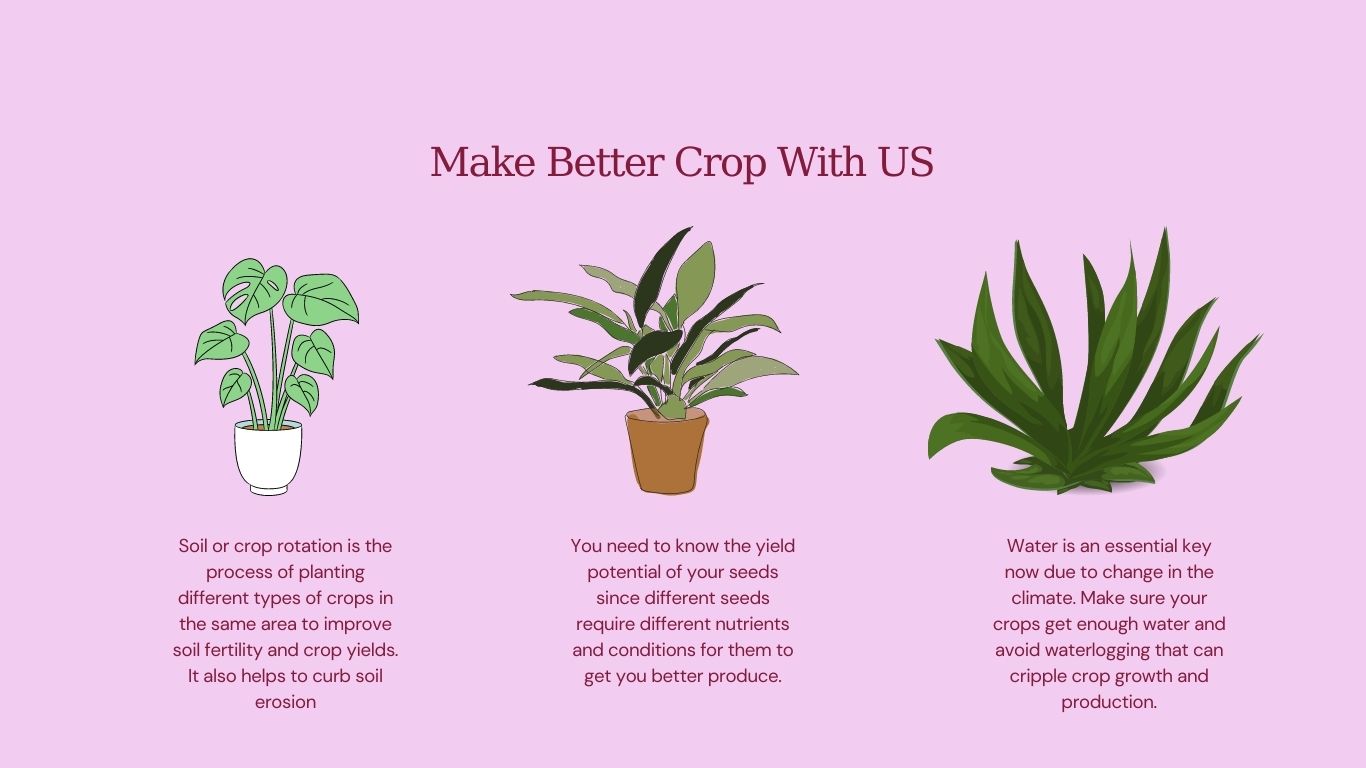 Make Better Crop With US
Soil or crop rotation is the
process of planting
different types of crops in
the same area to improve
soil fertility and crop yields.
It also helps to curb soil
erosion
You need to know the yield
potential of your seeds
since different seeds
require different nutrients
and conditions for them to
get you better produce.
Water is an essential key
now due to change in the
climate. Make sure your
crops get enough water and
avoid waterlogging that can
cripple crop growth and
production.